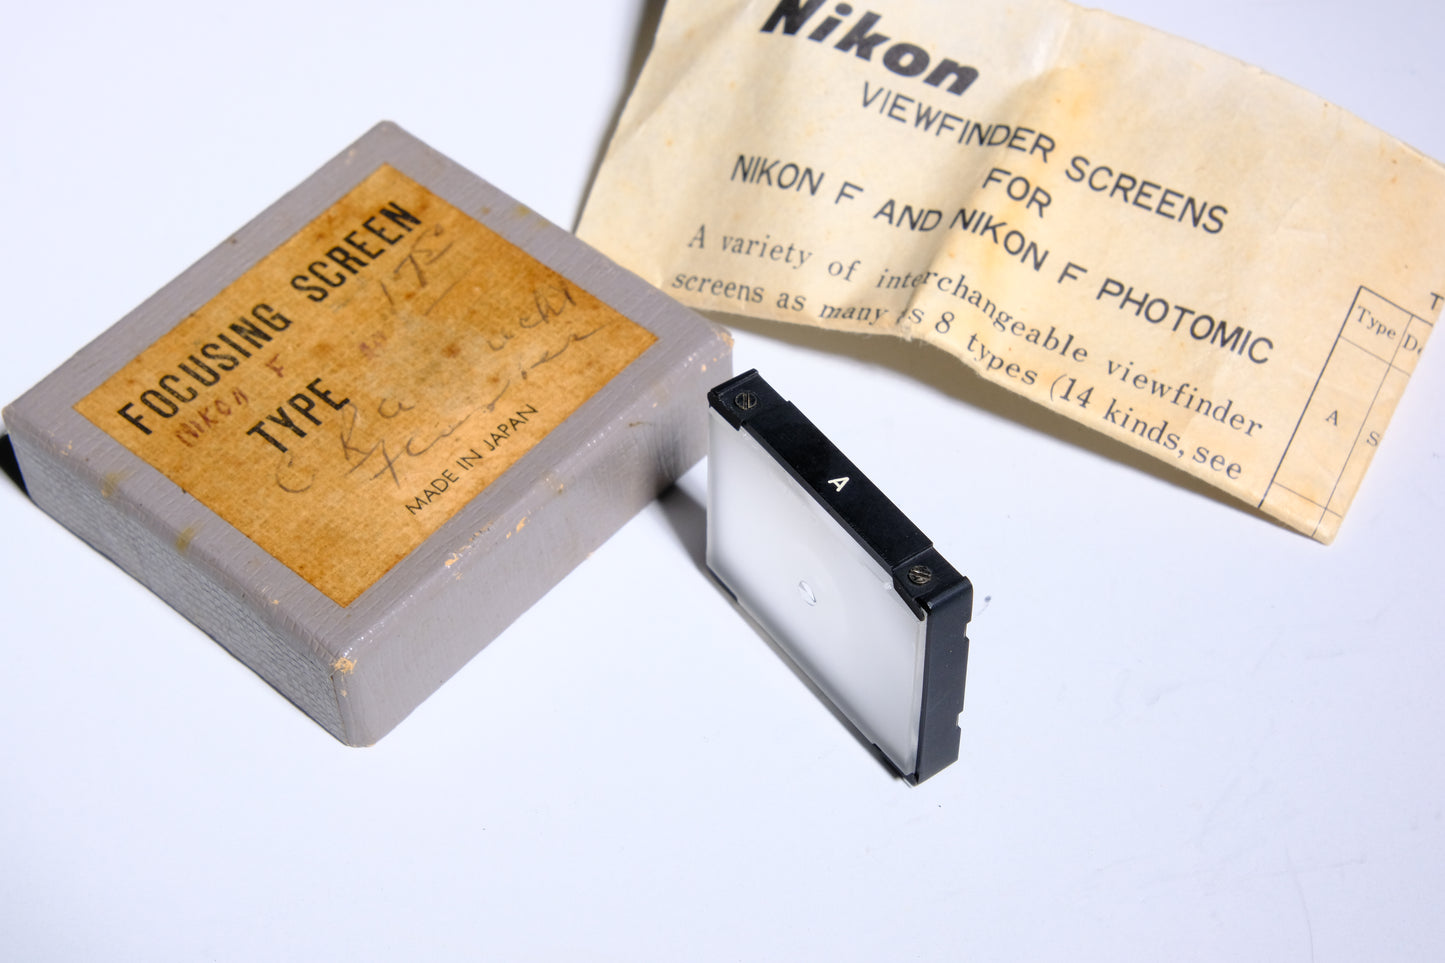 FOCUSING SCREEN
NIKON F
TYPE
MADE IN JAPAN
Nikon
VIEWFINDER SCREENS
FOR
NIKON F AND NIKON F PHOTOMIC
A variety of interchangeable viewfinder
screens as many as 8 types (14 kinds, see
T
Type
A
S
A